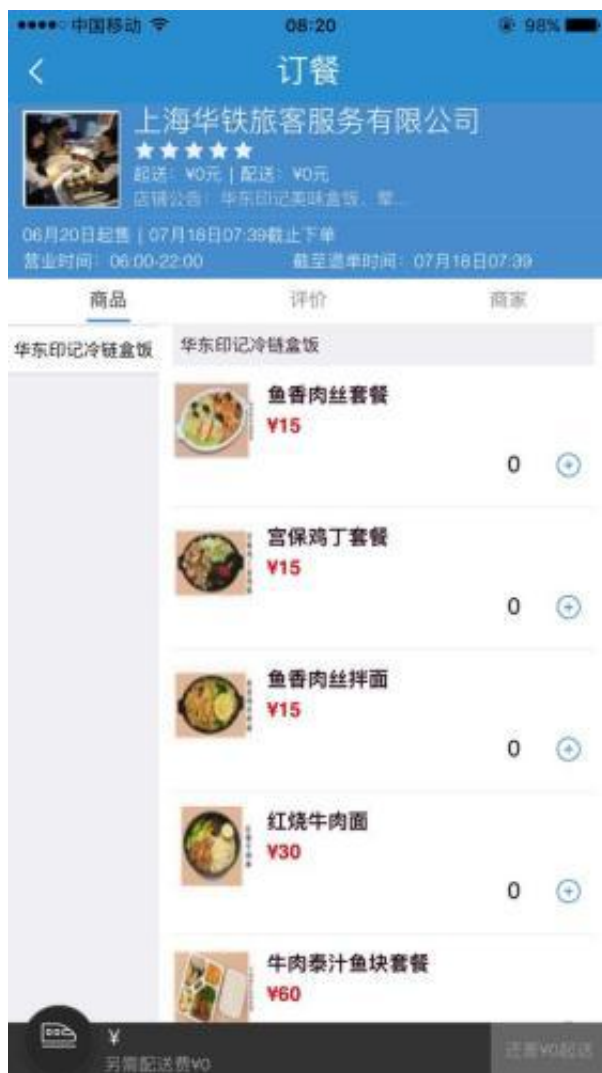 中国移动 08:20 98%
订餐
上海华铁旅客服务有限公司
起送：¥0元 | 配送：¥0元
店铺公告：华东印记美味盒饭，荤...
06月20日起售 | 07月18日07:39截止下单
营业时间：06:00-22:00 截至退单时间：07月18日07:39
商品 评价 商家
华东印记冷链盒饭
华东印记冷链盒饭
鱼香肉丝套餐
¥15
0
宫保鸡丁套餐
¥15
0
鱼香肉丝拌面
¥15
0
红烧牛肉面
¥30
0
牛肉泰汁鱼块套餐
¥60
¥
另需配送费¥0
还差¥0起送